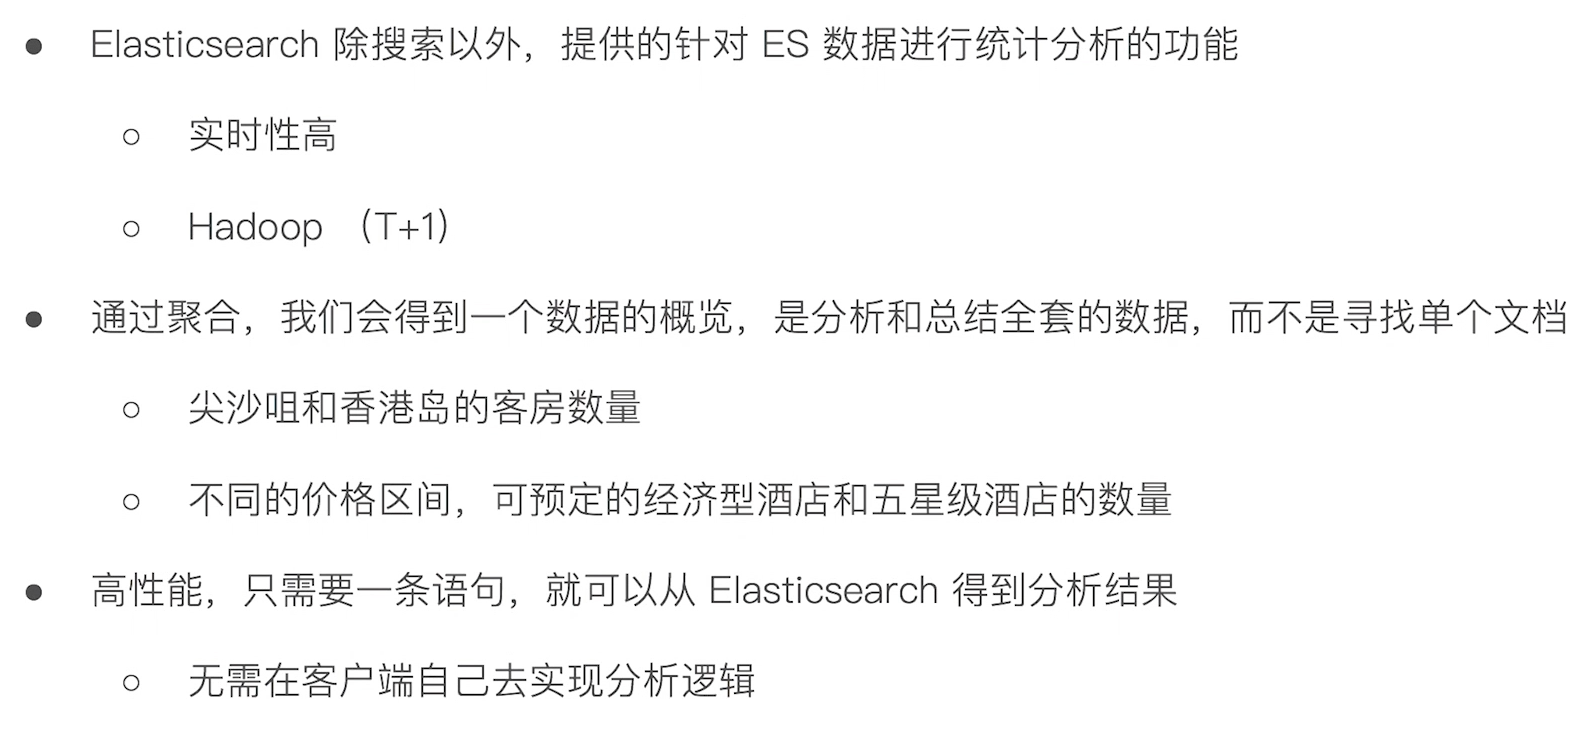 ● Elasticsearch 除搜索以外，提供的针对 ES 数据进行统计分析的功能
○ 实时性高
○ Hadoop （T+1）
● 通过聚合，我们会得到一个数据的概览，是分析和总结全套的数据，而不是寻找单个文档
○ 尖沙咀和香港岛的客房数量
○ 不同的价格区间，可预定的经济型酒店和五星级酒店的数量
● 高性能，只需要一条语句，就可以从 Elasticsearch 得到分析结果
○ 无需在客户端自己去实现分析逻辑